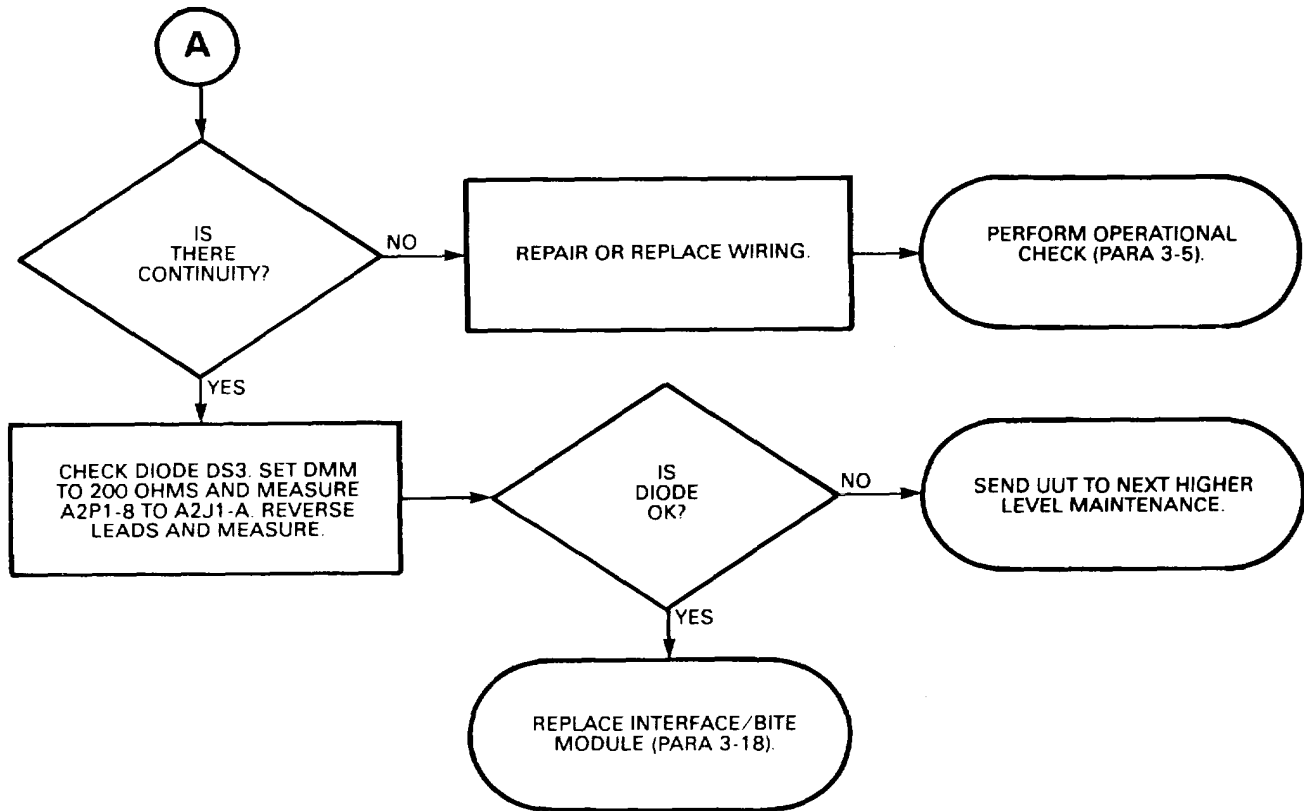 A
IS
THERE
CONTINUITY?
NO
REPAIR OR REPLACE WIRING.
PERFORM OPERATIONAL
CHECK (PARA 3-5).
YES
CHECK DIODE DS3. SET DMM
TO 200 OHMS AND MEASURE
A2P1-8 TO A2J1-A. REVERSE
LEADS AND MEASURE.
IS
DIODE
OK?
NO
SEND UUT TO NEXT HIGHER
LEVEL MAINTENANCE.
YES
REPLACE INTERFACE/BITE
MODULE (PARA 3-18).